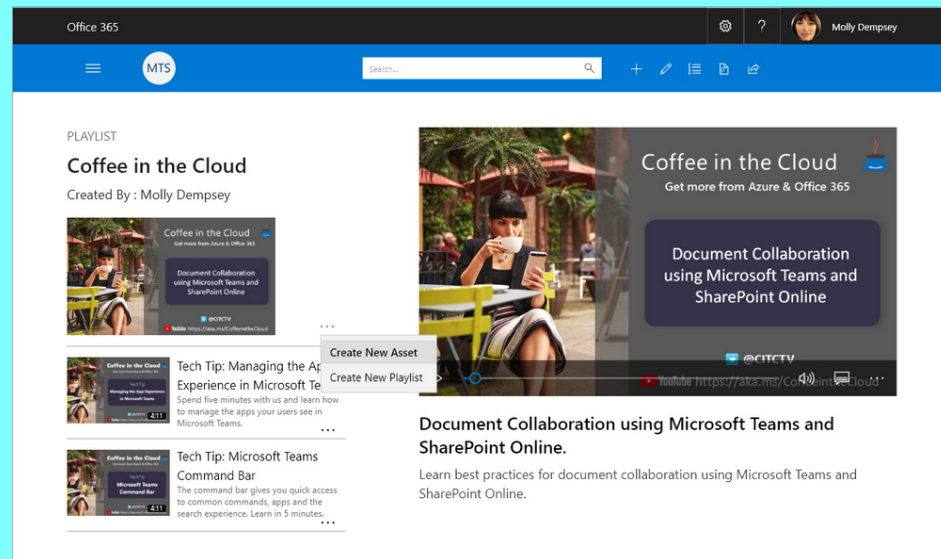 Office 365
?
Molly Dempsey
MTS
Search...
PLAYLIST
Coffee in the Cloud
Created By : Molly Dempsey
Coffee in the Cloud
Get more from Azure & Office 365
Document Collaboration
using Microsoft Teams and
SharePoint Online
@CITCTV
YouTube https://aka.ms/CoffeeintheCloud
...
Create New Asset
Create New Playlist
Coffee in the Cloud
Tech Tip:
Managing the App Experience
in Microsoft Teams
4:11
Tech Tip: Managing the Ap
Experience in Microsoft Te
Spend five minutes with us and learn how
to manage the apps your users see in
Microsoft Teams.
...
Coffee in the Cloud
Tech Tip:
Microsoft Teams
Command Bar
4:11
Tech Tip: Microsoft Teams
Command Bar
The command bar gives you quick access
to common commands, apps and the
search experience. Learn in 5 minutes.
...
Coffee in the Cloud
Get more from Azure & Office 365
Document Collaboration
using Microsoft Teams and
SharePoint Online
@CITCTV
YouTube https://aka.ms/CoffeeintheCloud
...
Document Collaboration using Microsoft Teams and
SharePoint Online.
Learn best practices for document collaboration using Microsoft Teams and
SharePoint Online.